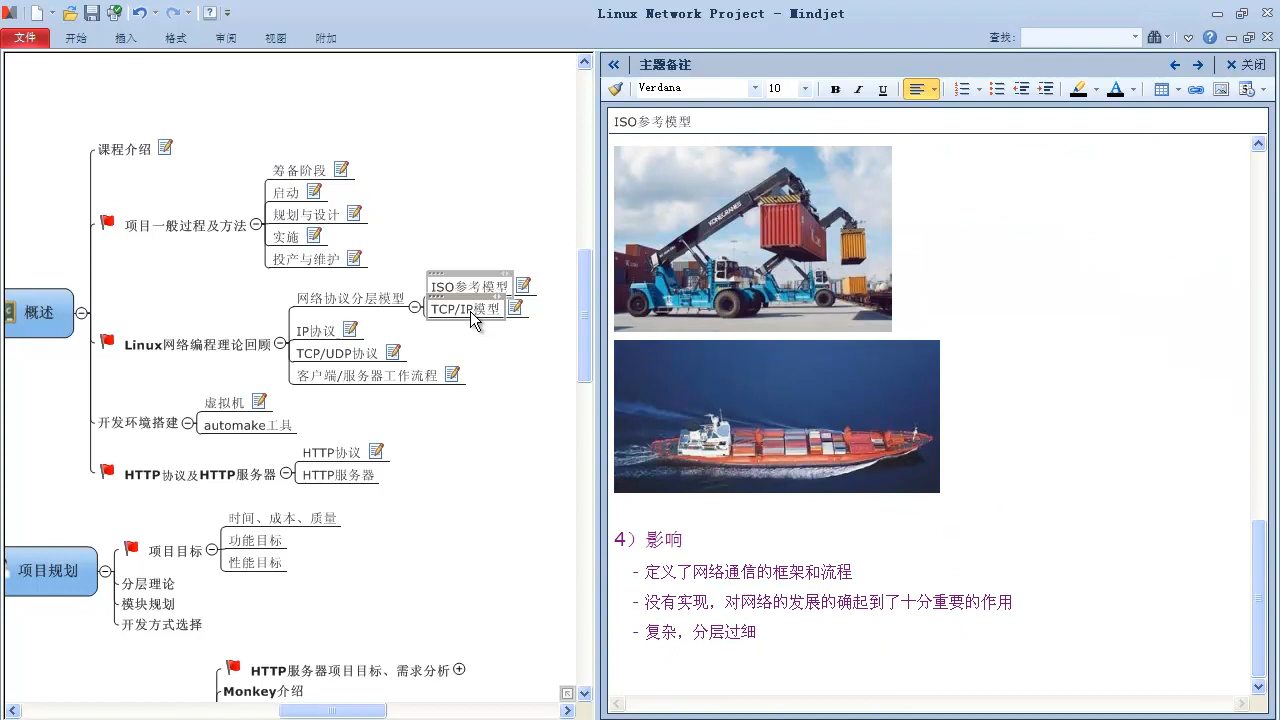 Linux Network Project - Mindjet
文件
开始
插入
格式
审阅
视图
附加
查找:
主题备注
关闭
Verdana
10
B I U
ISO参考模型
KONECRANES
课程介绍
项目一般过程及方法
筹备阶段
启动
规划与设计
实施
投产与维护
概述
Linux网络编程理论回顾
网络协议分层模型
ISO参考模型
TCP/IP模型
IP协议
TCP/UDP协议
客户端/服务器工作流程
开发环境搭建
虚拟机
automake工具
HTTP协议及HTTP服务器
HTTP协议
HTTP服务器
项目规划
项目目标
时间、成本、质量
功能目标
性能目标
分层理论
模块规划
开发方式选择
HTTP服务器项目目标、需求分析
Monkey介绍
4）影响
- 定义了网络通信的框架和流程
- 没有实现，对网络的发展的确起到了十分重要的作用
- 复杂，分层过细